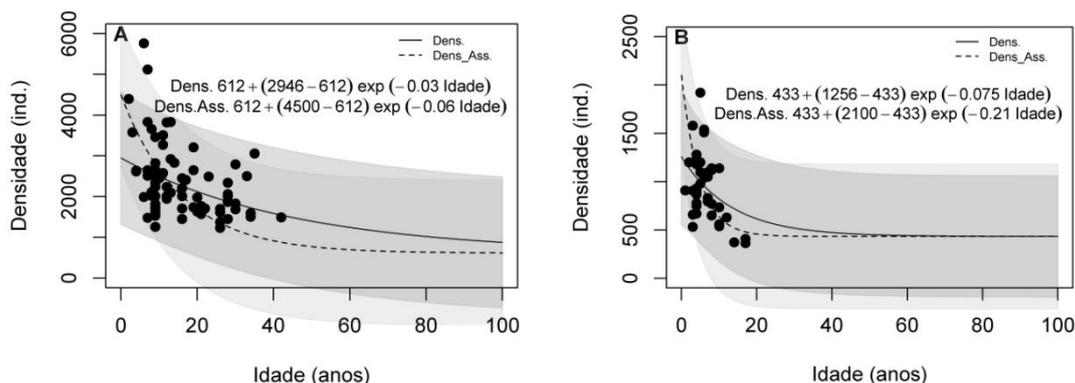 A
Dens.
Dens_Ass.
Dens. 612 + (2946 − 612) exp (−0.03 Idade)
Dens.Ass. 612 + (4500 − 612) exp (−0.06 Idade)
Densidade (ind.)
6000
4000
2000
0
0 20 40 60 80 100
Idade (anos)
B
Dens.
Dens_Ass.
Dens. 433 + (1256 − 433) exp (−0.075 Idade)
Dens.Ass. 433 + (2100 − 433) exp (−0.21 Idade)
Densidade (ind.)
2500
1500
500
0
0 20 40 60 80 100
Idade (anos)